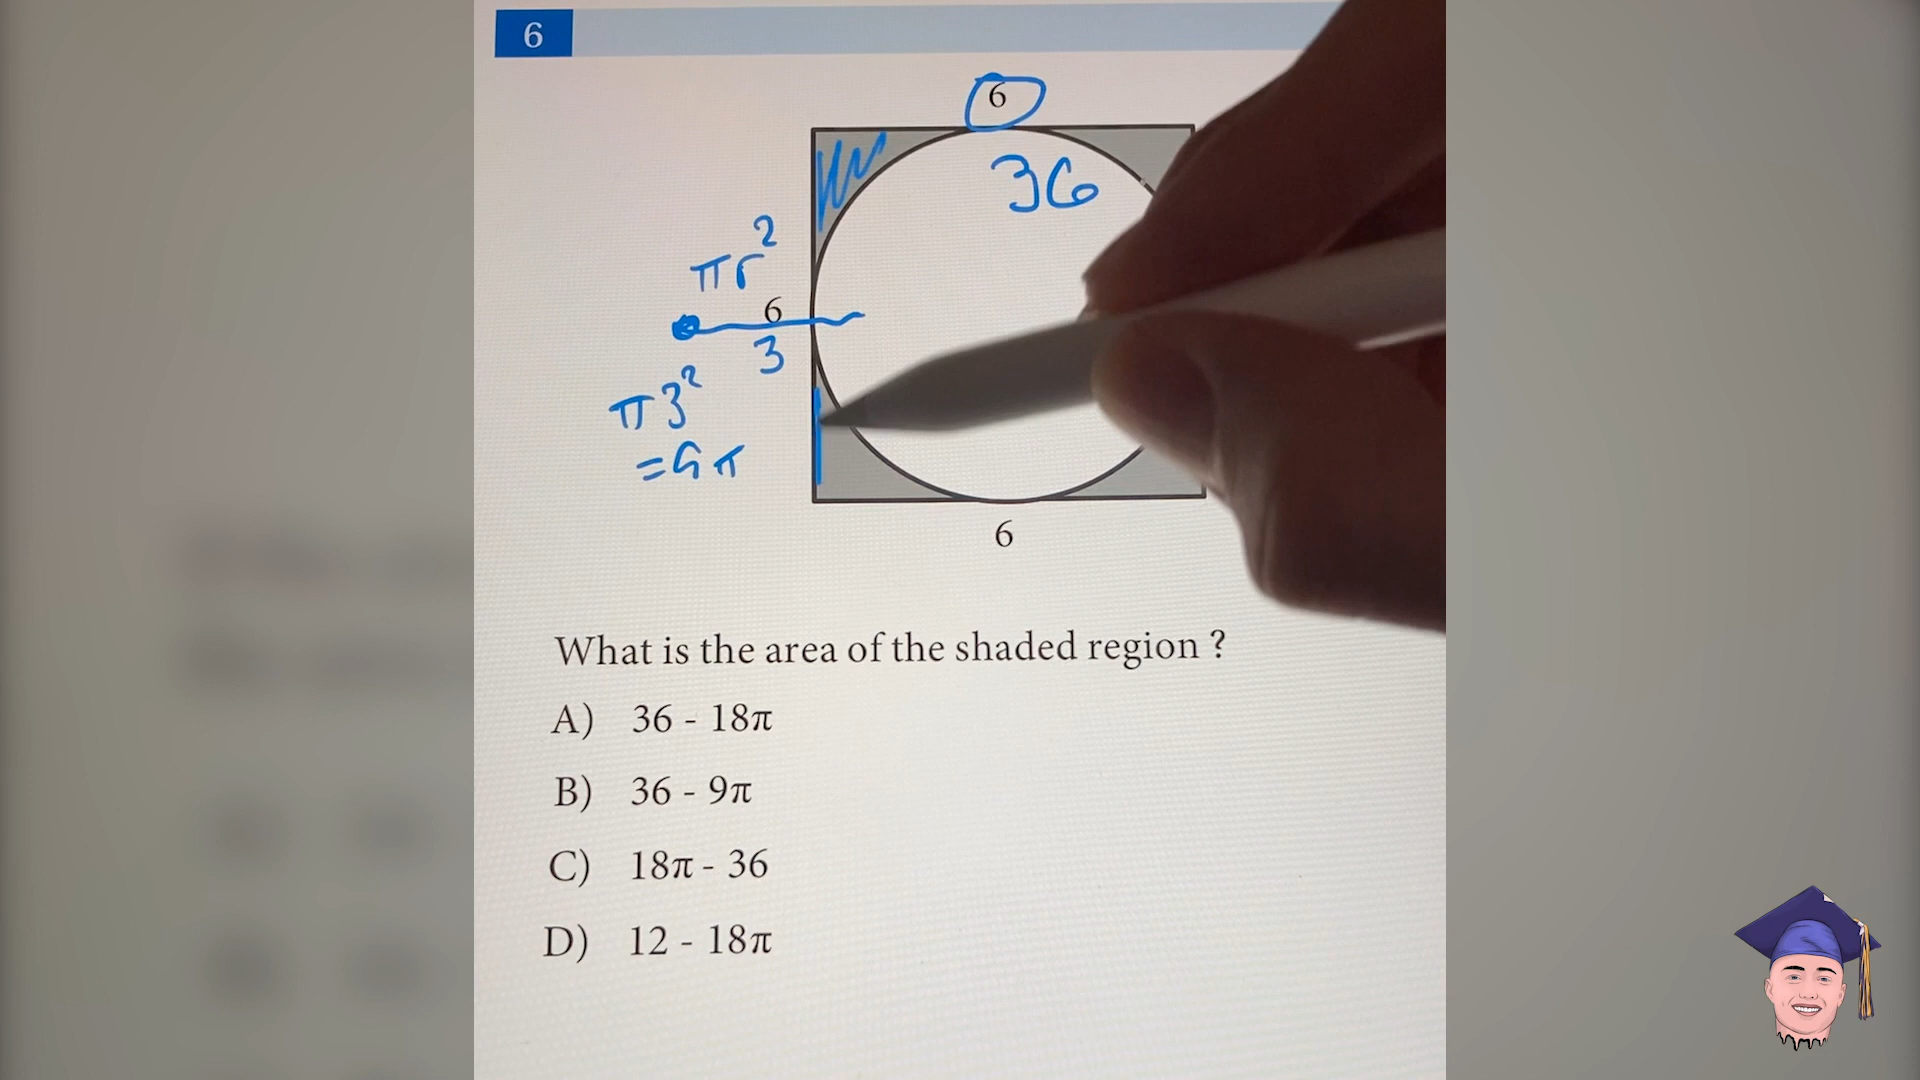 6
6
36
πr²
6
3
π3²
=9π
6
What is the area of the shaded region ?
A) 36 - 18π
B) 36 - 9π
C) 18π - 36
D) 12 - 18π